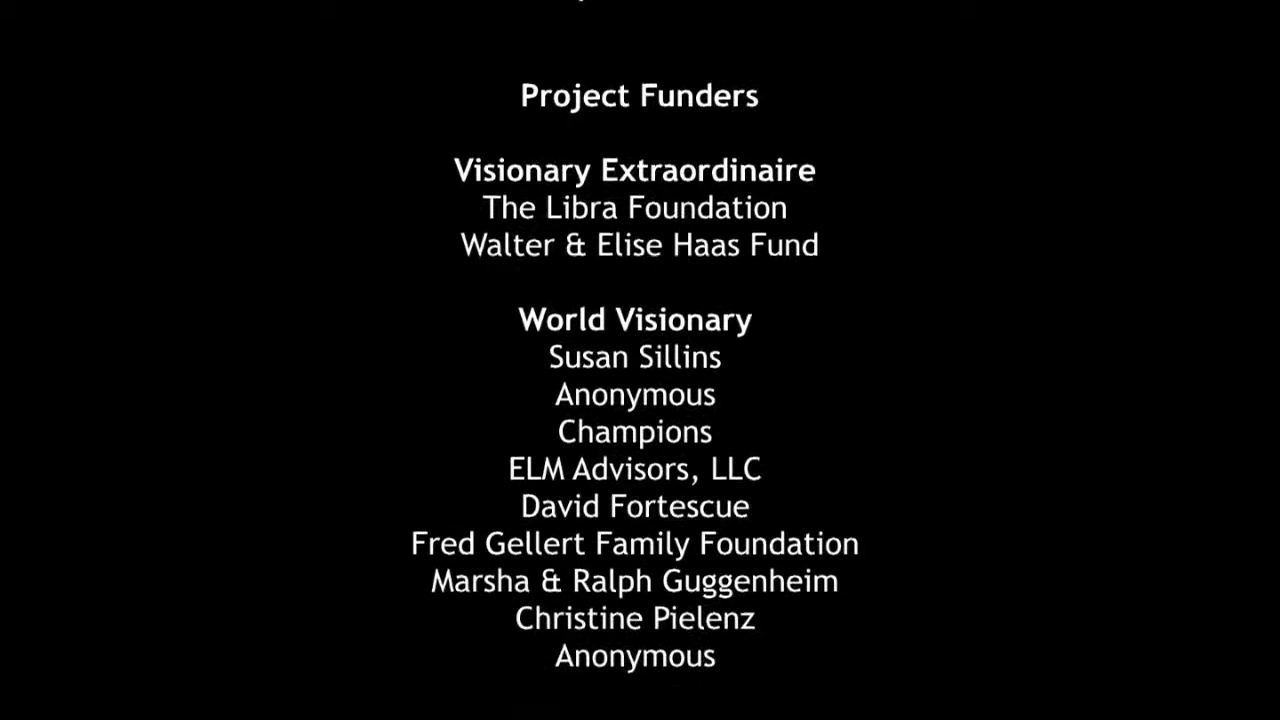 Project Funders
Visionary Extraordinaire
The Libra Foundation
Walter & Elise Haas Fund
World Visionary
Susan Sillins
Anonymous
Champions
ELM Advisors, LLC
David Fortescue
Fred Gellert Family Foundation
Marsha & Ralph Guggenheim
Christine Pielenz
Anonymous